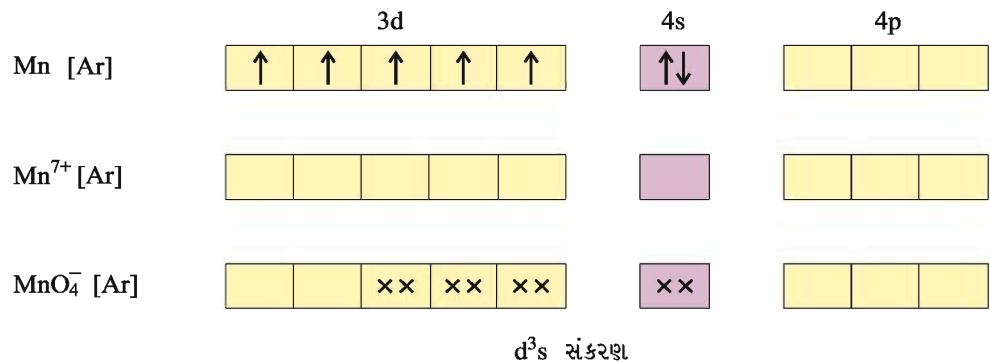 3d 4s 4p
Mn [Ar] ↑ ↑ ↑ ↑ ↑ ↑↓
Mn⁷⁺ [Ar]
MnO₄⁻ [Ar] ×× ×× ×× ××
d³s સંકરણ